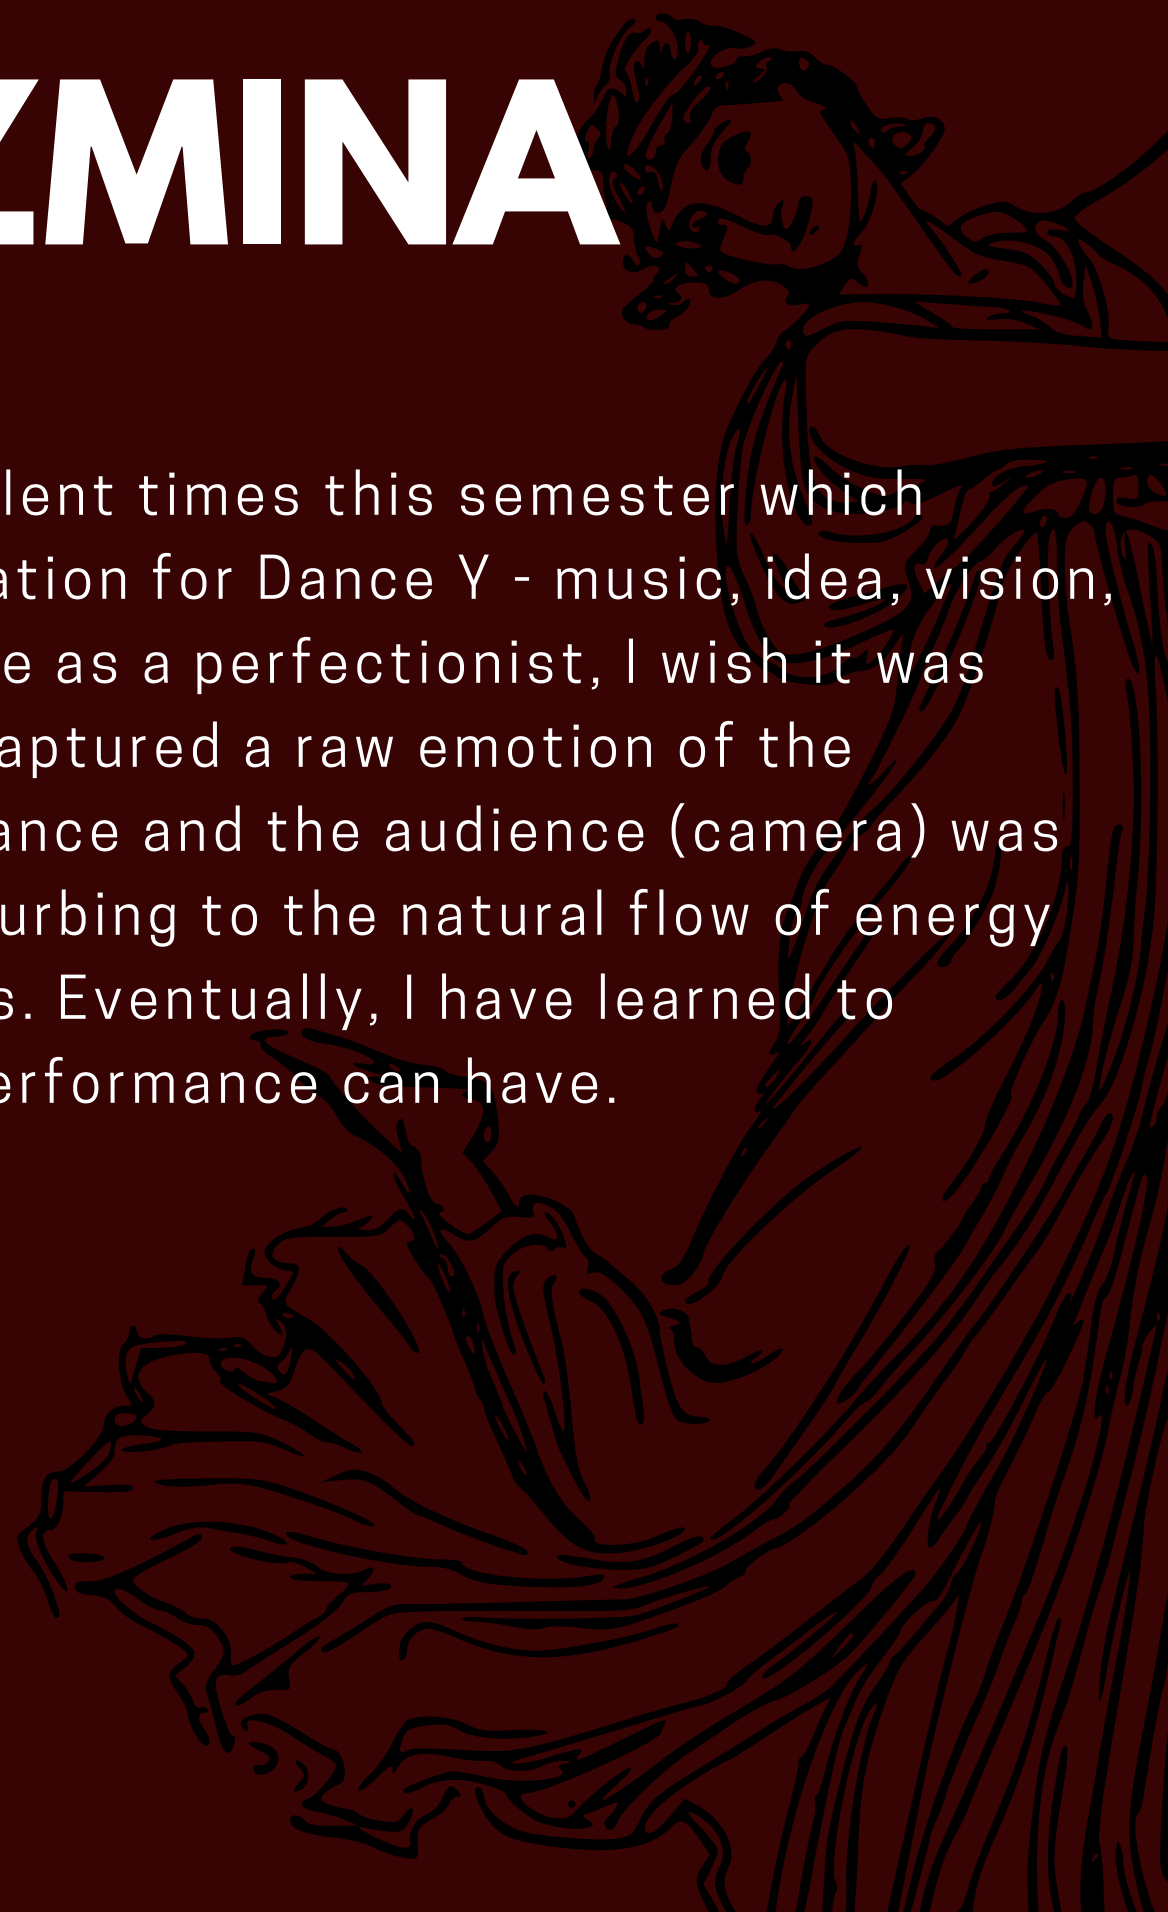 ZMINA
lent times this semester which
ation for Dance Y - music, idea, vision,
e as a perfectionist, I wish it was
aptured a raw emotion of the
ance and the audience (camera) was
urbing to the natural flow of energy
s. Eventually, I have learned to
erformance can have.